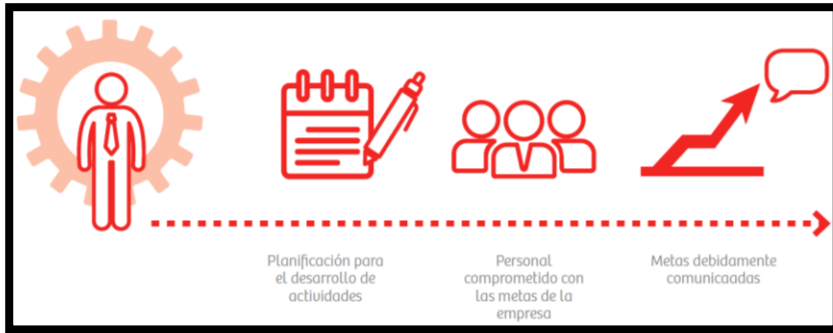 Planificación para
el desarrollo de
actividades
Personal
comprometido con
las metas de la
empresa
Metas debidamente
comunicaadas